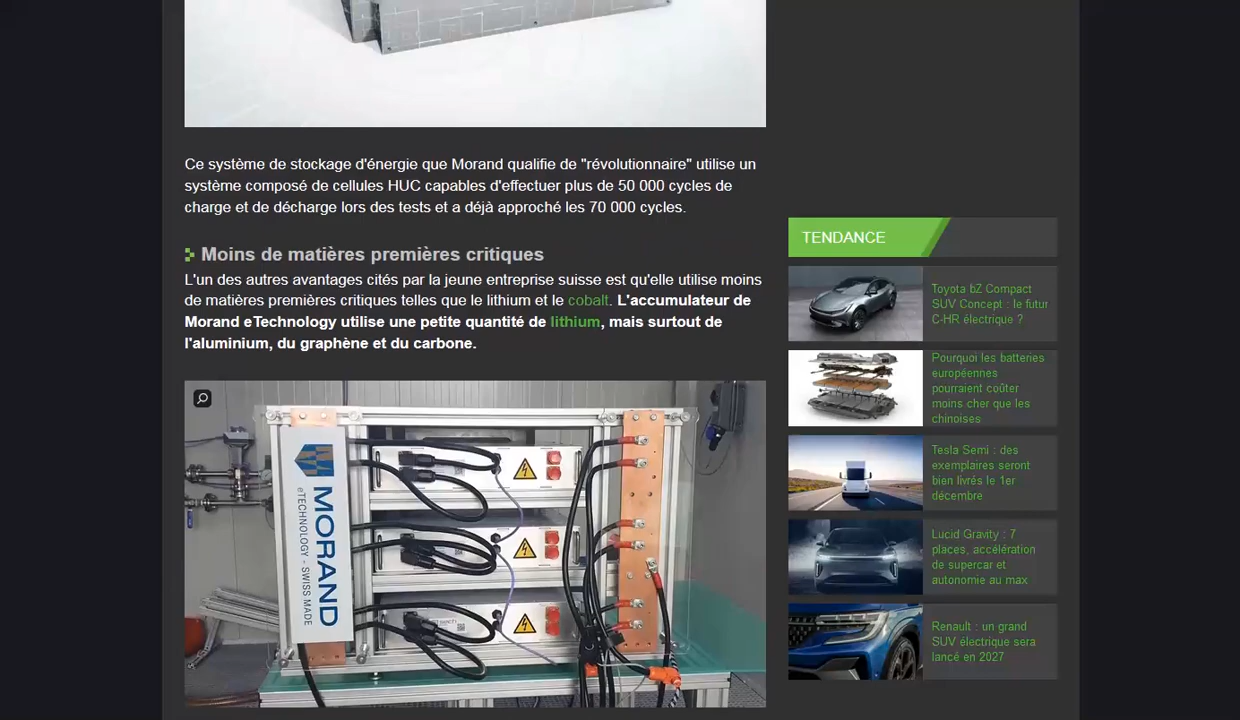 Ce système de stockage d'énergie que Morand qualifie de "révolutionnaire" utilise un
système composé de cellules HUC capables d'effectuer plus de 50 000 cycles de
charge et de décharge lors des tests et a déjà approché les 70 000 cycles.
Moins de matières premières critiques
L'un des autres avantages cités par la jeune entreprise suisse est qu'elle utilise moins
de matières premières critiques telles que le lithium et le cobalt. L'accumulateur de
Morand eTechnology utilise une petite quantité de lithium, mais surtout de
l'aluminium, du graphène et du carbone.
MORAND
eTECHNOLOGY - SWISS MADE
TENDANCE
Toyota bZ Compact
SUV Concept : le futur
C-HR électrique ?
Pourquoi les batteries
européennes
pourraient coûter
moins cher que les
chinoises
Tesla Semi : des
exemplaires seront
bien livrés le 1er
décembre
Lucid Gravity : 7
places, accélération
de supercar et
autonomie au max
Renault : un grand
SUV électrique sera
lancé en 2027